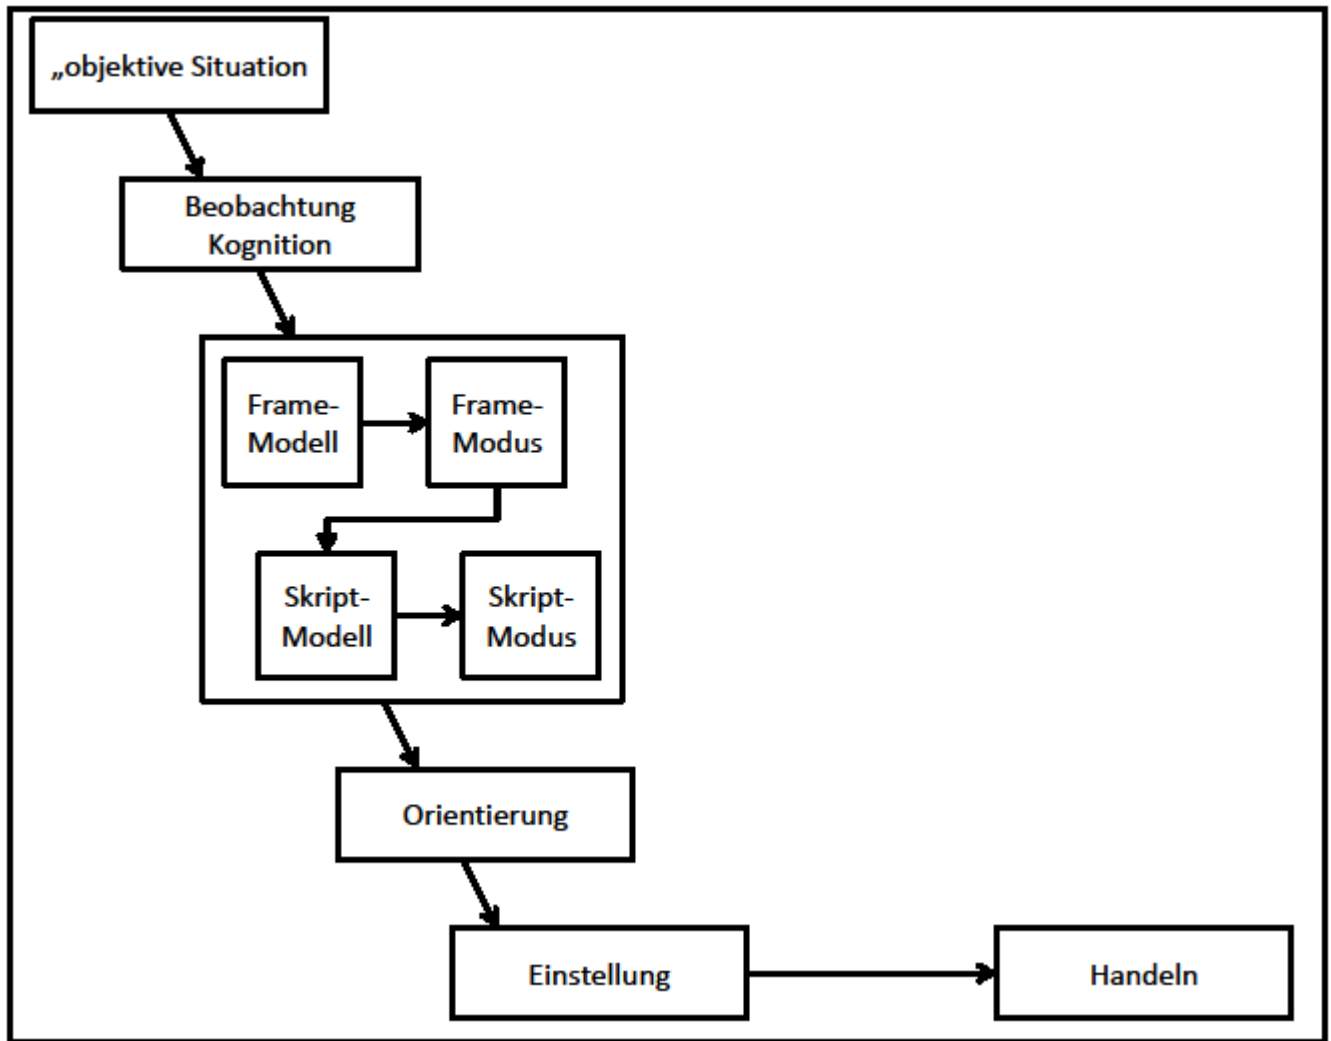 „objektive Situation
Beobachtung
Kognition
Frame-
Modell
Frame-
Modus
Skript-
Modell
Skript-
Modus
Orientierung
Einstellung
Handeln